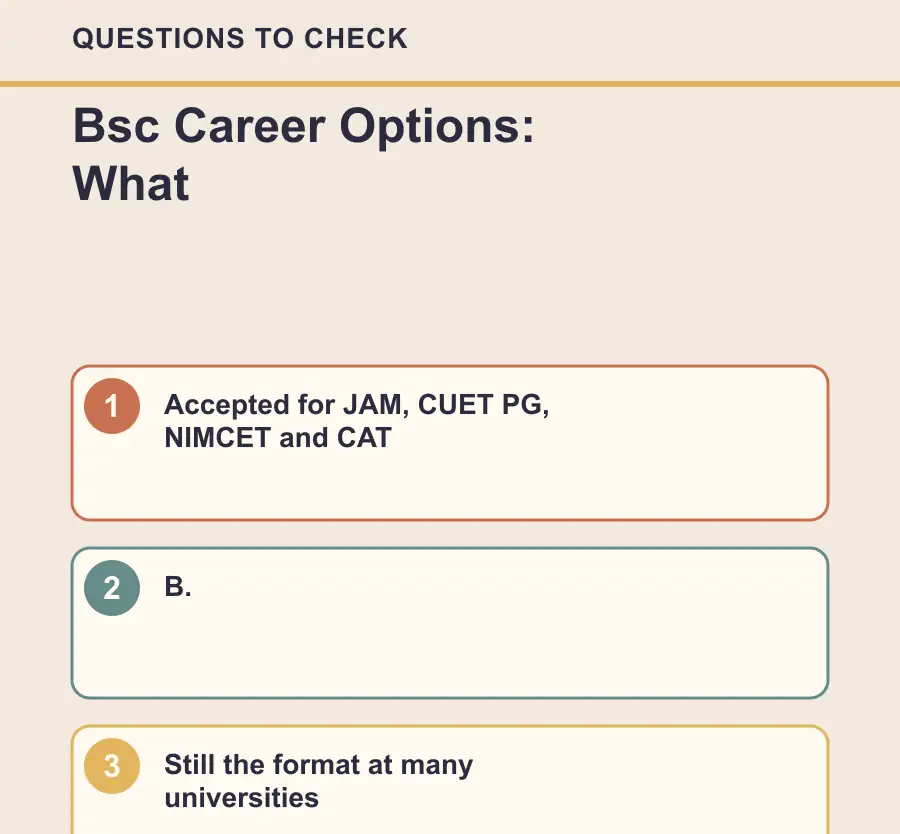 QUESTIONS TO CHECK
Bsc Career Options:
What
1
Accepted for JAM, CUET PG,
NIMCET and CAT
2
B.
3
Still the format at many
universities